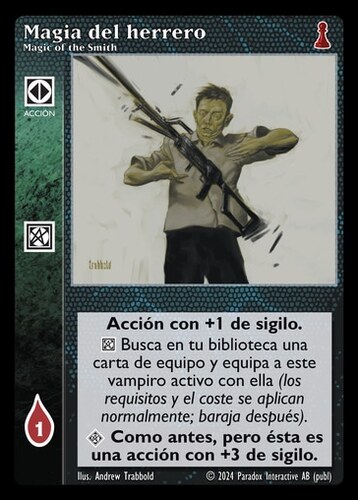 Magia del herrero
Magic of the Smith
ACCIÓN
Trabbold
Acción con +1 de sigilo.
Busca en tu biblioteca una
carta de equipo y equipa a este
vampiro activo con ella (los
requisitos y el coste se aplican
normalmente; baraja después).
Como antes, pero ésta es
una acción con +3 de sigilo.
1
Illus. Andrew Trabbold © 2024 Paradox Interactive AB (publ)